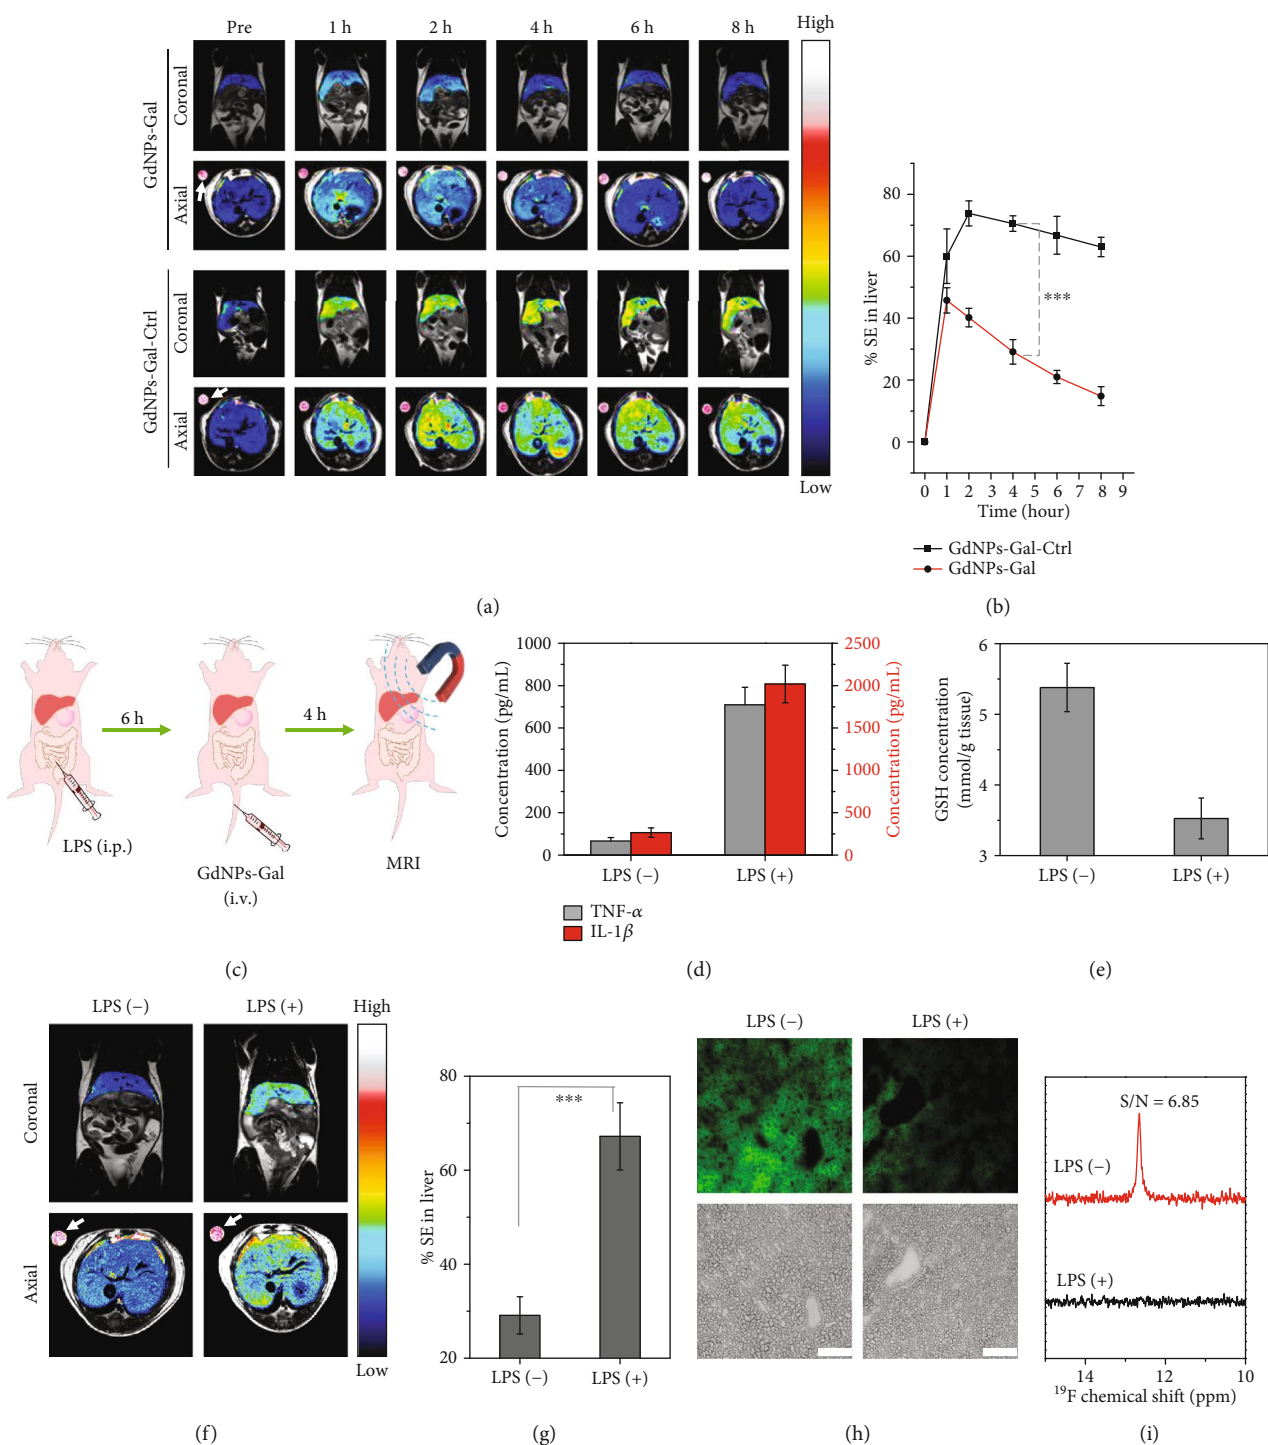 Pre 1 h 2 h 4 h 6 h 8 h High
GdNPs-Gal
Coronal
Axial
GdNPs-Gal-Ctrl
Coronal
Axial
Low
(a)
% SE in liver
80
60
40
20
0
***
0 1 2 3 4 5 6 7 8 9
Time (hour)
GdNPs-Gal-Ctrl
GdNPs-Gal
(b)
6 h
4 h
LPS (i.p.)
GdNPs-Gal
(i.v.)
MRI
(c)
Concentration (pg/mL)
1000
800
600
400
200
0
2500
2000
1500
1000
500
0
Concentration (pg/mL)
LPS (−) LPS (+)
TNF-α
IL-1β
(d)
GSH concentration
(mmol/g tissue)
6
5
3
3
LPS (−) LPS (+)
(e)
LPS (−) LPS (+) High
Coronal
Axial
Low
(f)
% SE in liver
80
60
40
20
***
LPS (−) LPS (+)
(g)
LPS (−) LPS (+)
(h)
S/N = 6.85
LPS (−)
LPS (+)
14 12 10
¹⁹F chemical shift (ppm)
(i)